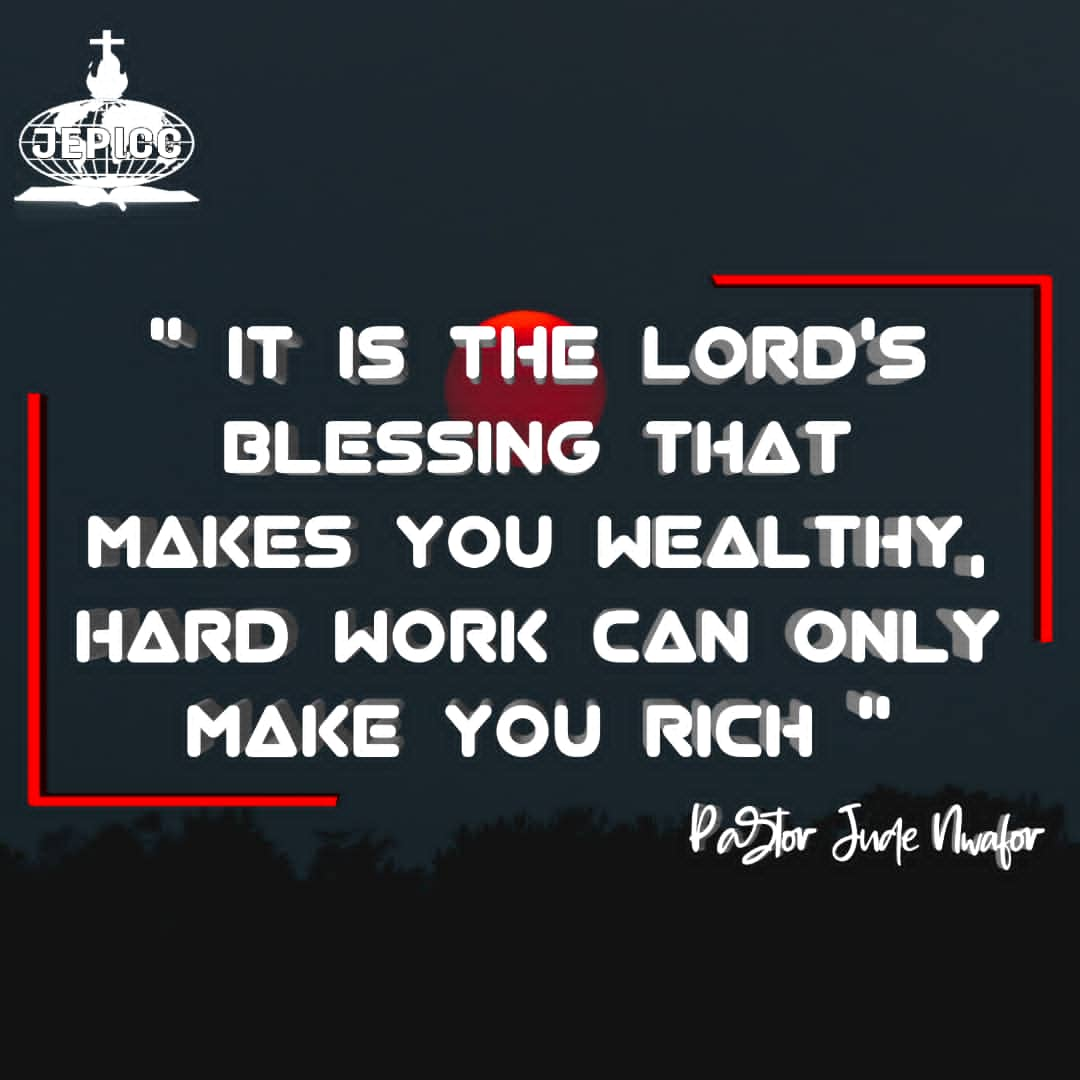 JEPICC
" IT IS THE LORD'S
BLESSING THAT
MAKES YOU WEALTHY,
HARD WORK CAN ONLY
MAKE YOU RICH "
Pastor Jude Nwafor